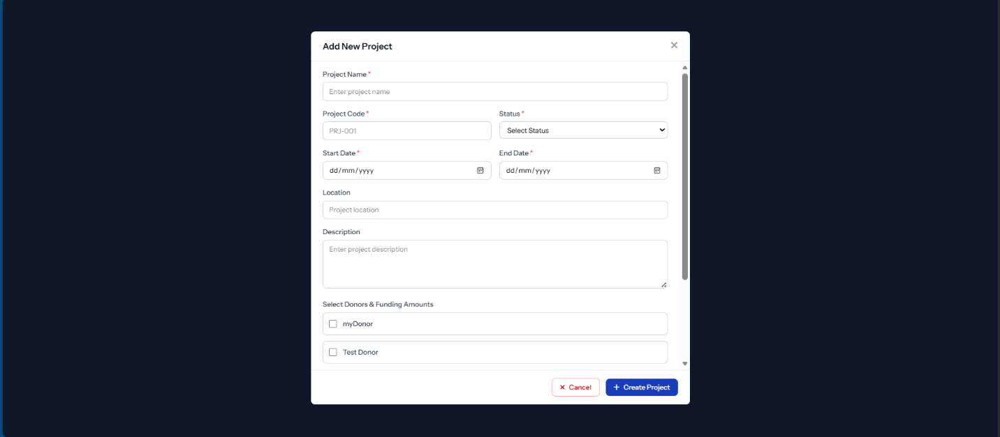 Add New Project
Project Name *
Enter project name
Project Code * Status *
PRJ-001 Select Status
Start Date * End Date *
dd/mm/yyyy dd/mm/yyyy
Location
Project location
Description
Enter project description
Select Donors & Funding Amounts
myDonor
Test Donor
Cancel Create Project